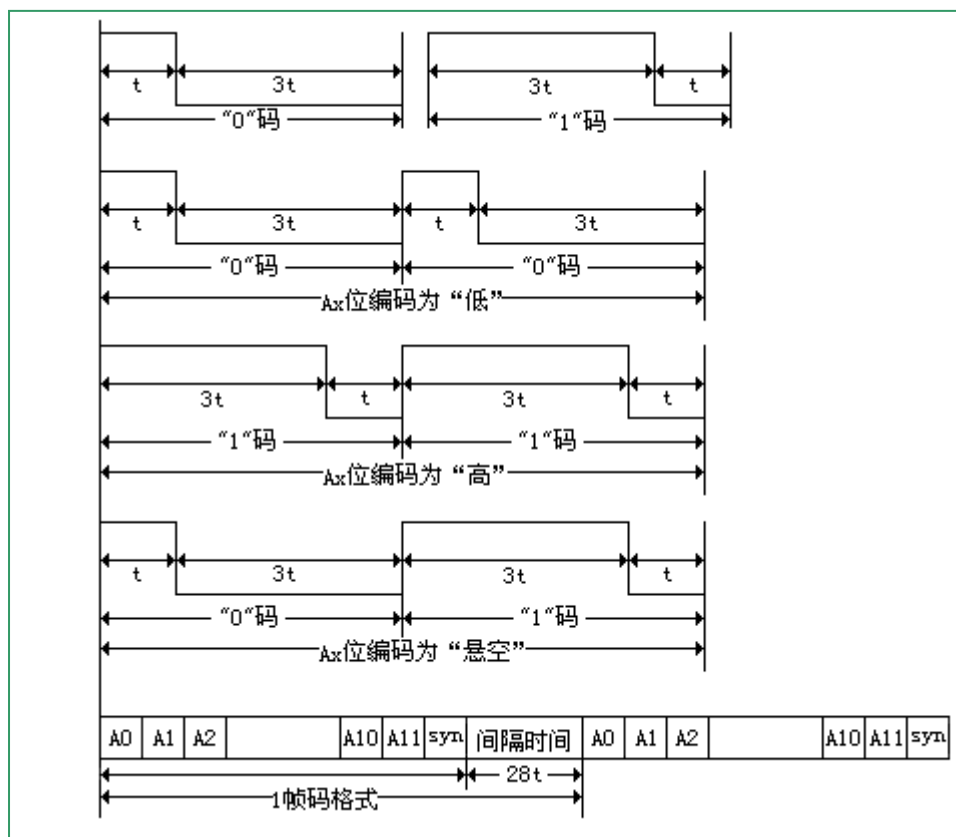 t 3t 3t t
"0"码 "1"码
t 3t t 3t
"0"码 "0"码
Ax位编码为“低”
3t t 3t t
"1"码 "1"码
Ax位编码为“高”
t 3t 3t t
"0"码 "1"码
Ax位编码为“悬空”
A0 A1 A2 A10 A11 syn 间隔时间 A0 A1 A2 A10 A11 syn
28t
1帧码格式